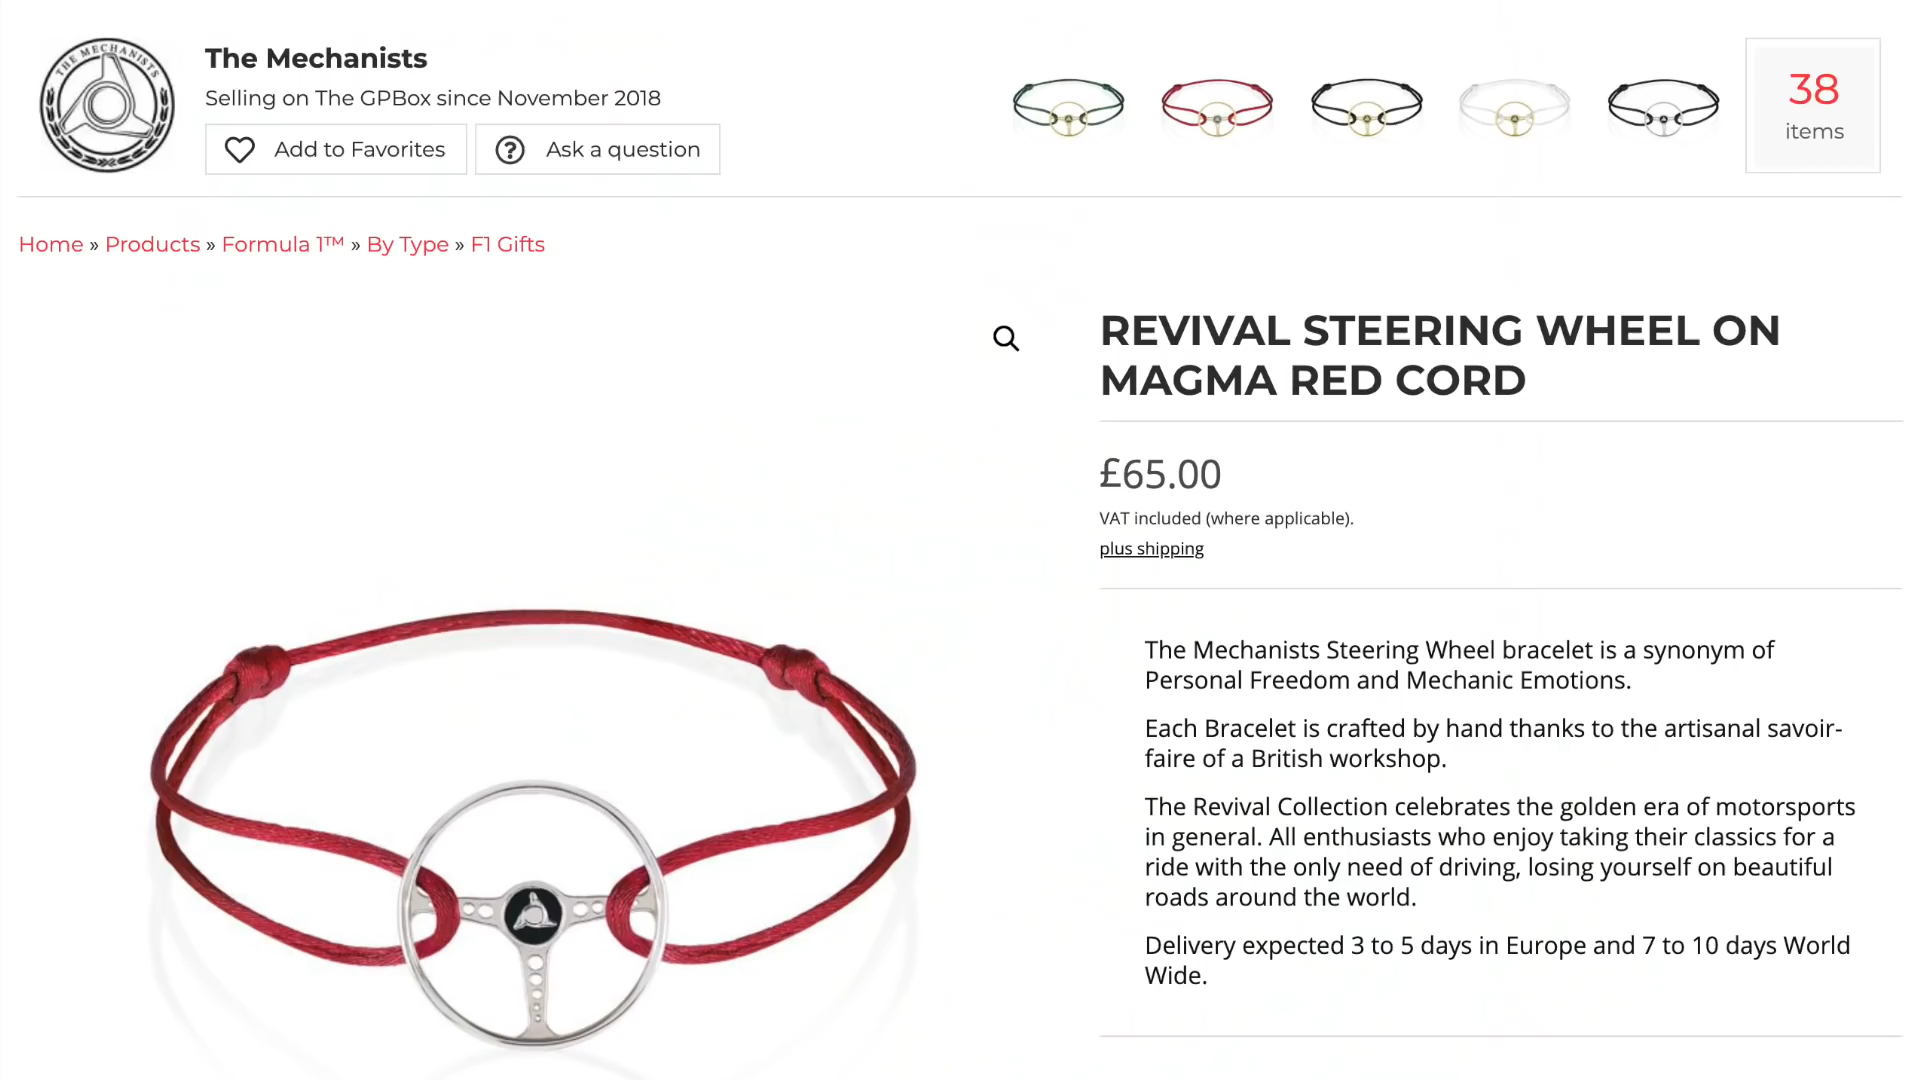 THE MECHANISTS
The Mechanists
Selling on The GPBox since November 2018
Add to Favorites
Ask a question
38
items
Home » Products » Formula 1™ » By Type » F1 Gifts
REVIVAL STEERING WHEEL ON
MAGMA RED CORD
£65.00
VAT included (where applicable).
plus shipping
The Mechanists Steering Wheel bracelet is a synonym of
Personal Freedom and Mechanic Emotions.
Each Bracelet is crafted by hand thanks to the artisanal savoir-
faire of a British workshop.
The Revival Collection celebrates the golden era of motorsports
in general. All enthusiasts who enjoy taking their classics for a
ride with the only need of driving, losing yourself on beautiful
roads around the world.
Delivery expected 3 to 5 days in Europe and 7 to 10 days World
Wide.